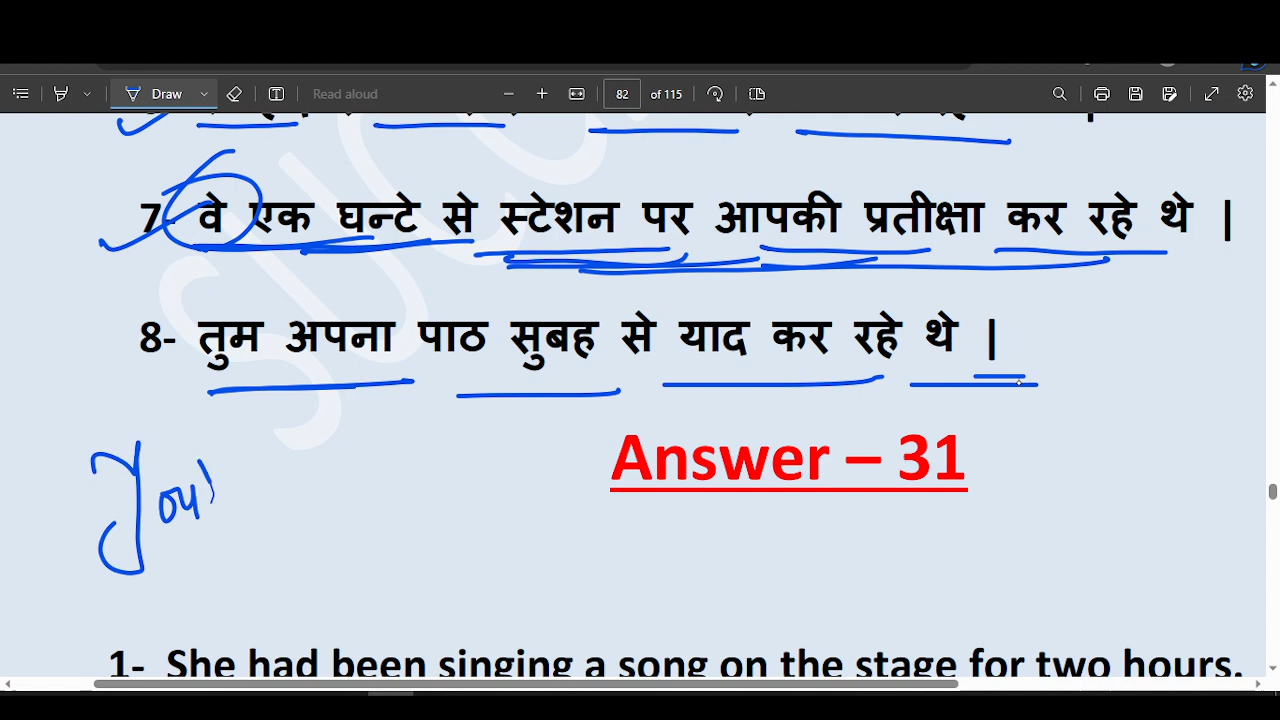 Draw Read aloud 82 of 115
7- वे एक घन्टे से स्टेशन पर आपकी प्रतीक्षा कर रहे थे |
8- तुम अपना पाठ सुबह से याद कर रहे थे |
Answer – 31
You
1- She had been singing a song on the stage for two hours.